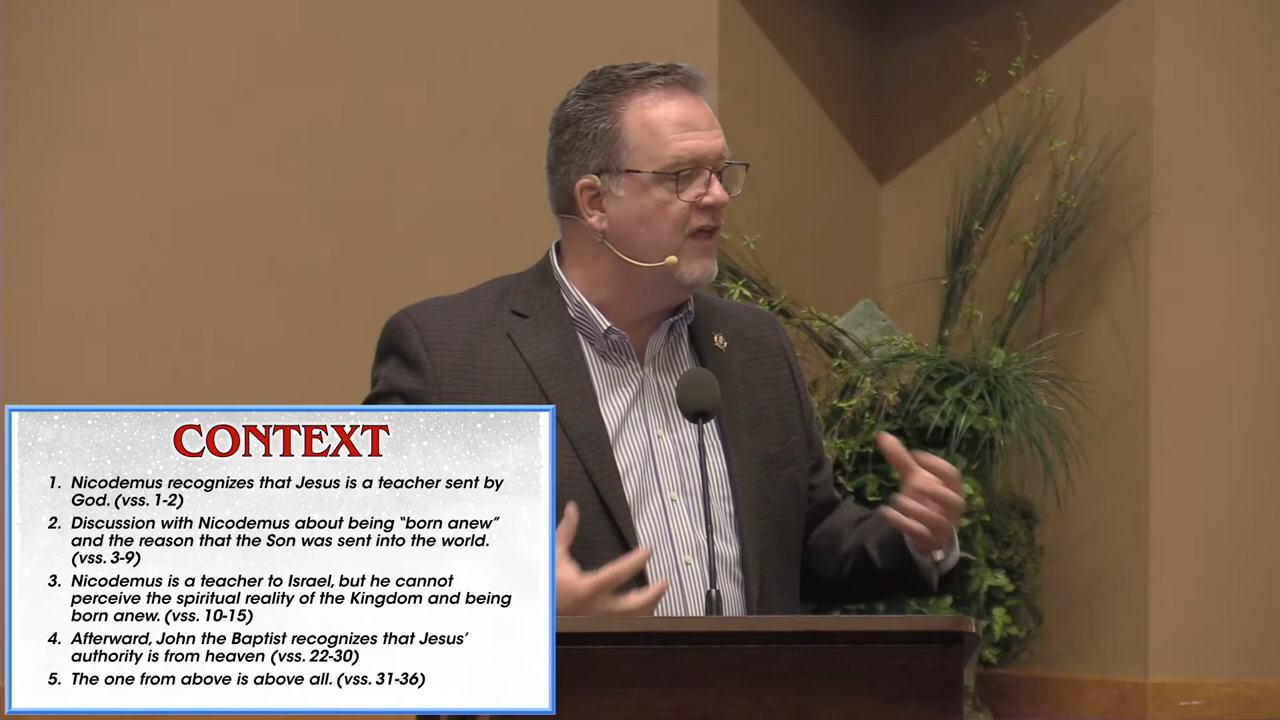 CONTEXT
1. Nicodemus recognizes that Jesus is a teacher sent by
God. (vss. 1-2)
2. Discussion with Nicodemus about being “born anew”
and the reason that the Son was sent into the world.
(vss. 3-9)
3. Nicodemus is a teacher to Israel, but he cannot
perceive the spiritual reality of the Kingdom and being
born anew. (vss. 10-15)
4. Afterward, John the Baptist recognizes that Jesus’
authority is from heaven (vss. 22-30)
5. The one from above is above all. (vss. 31-36)